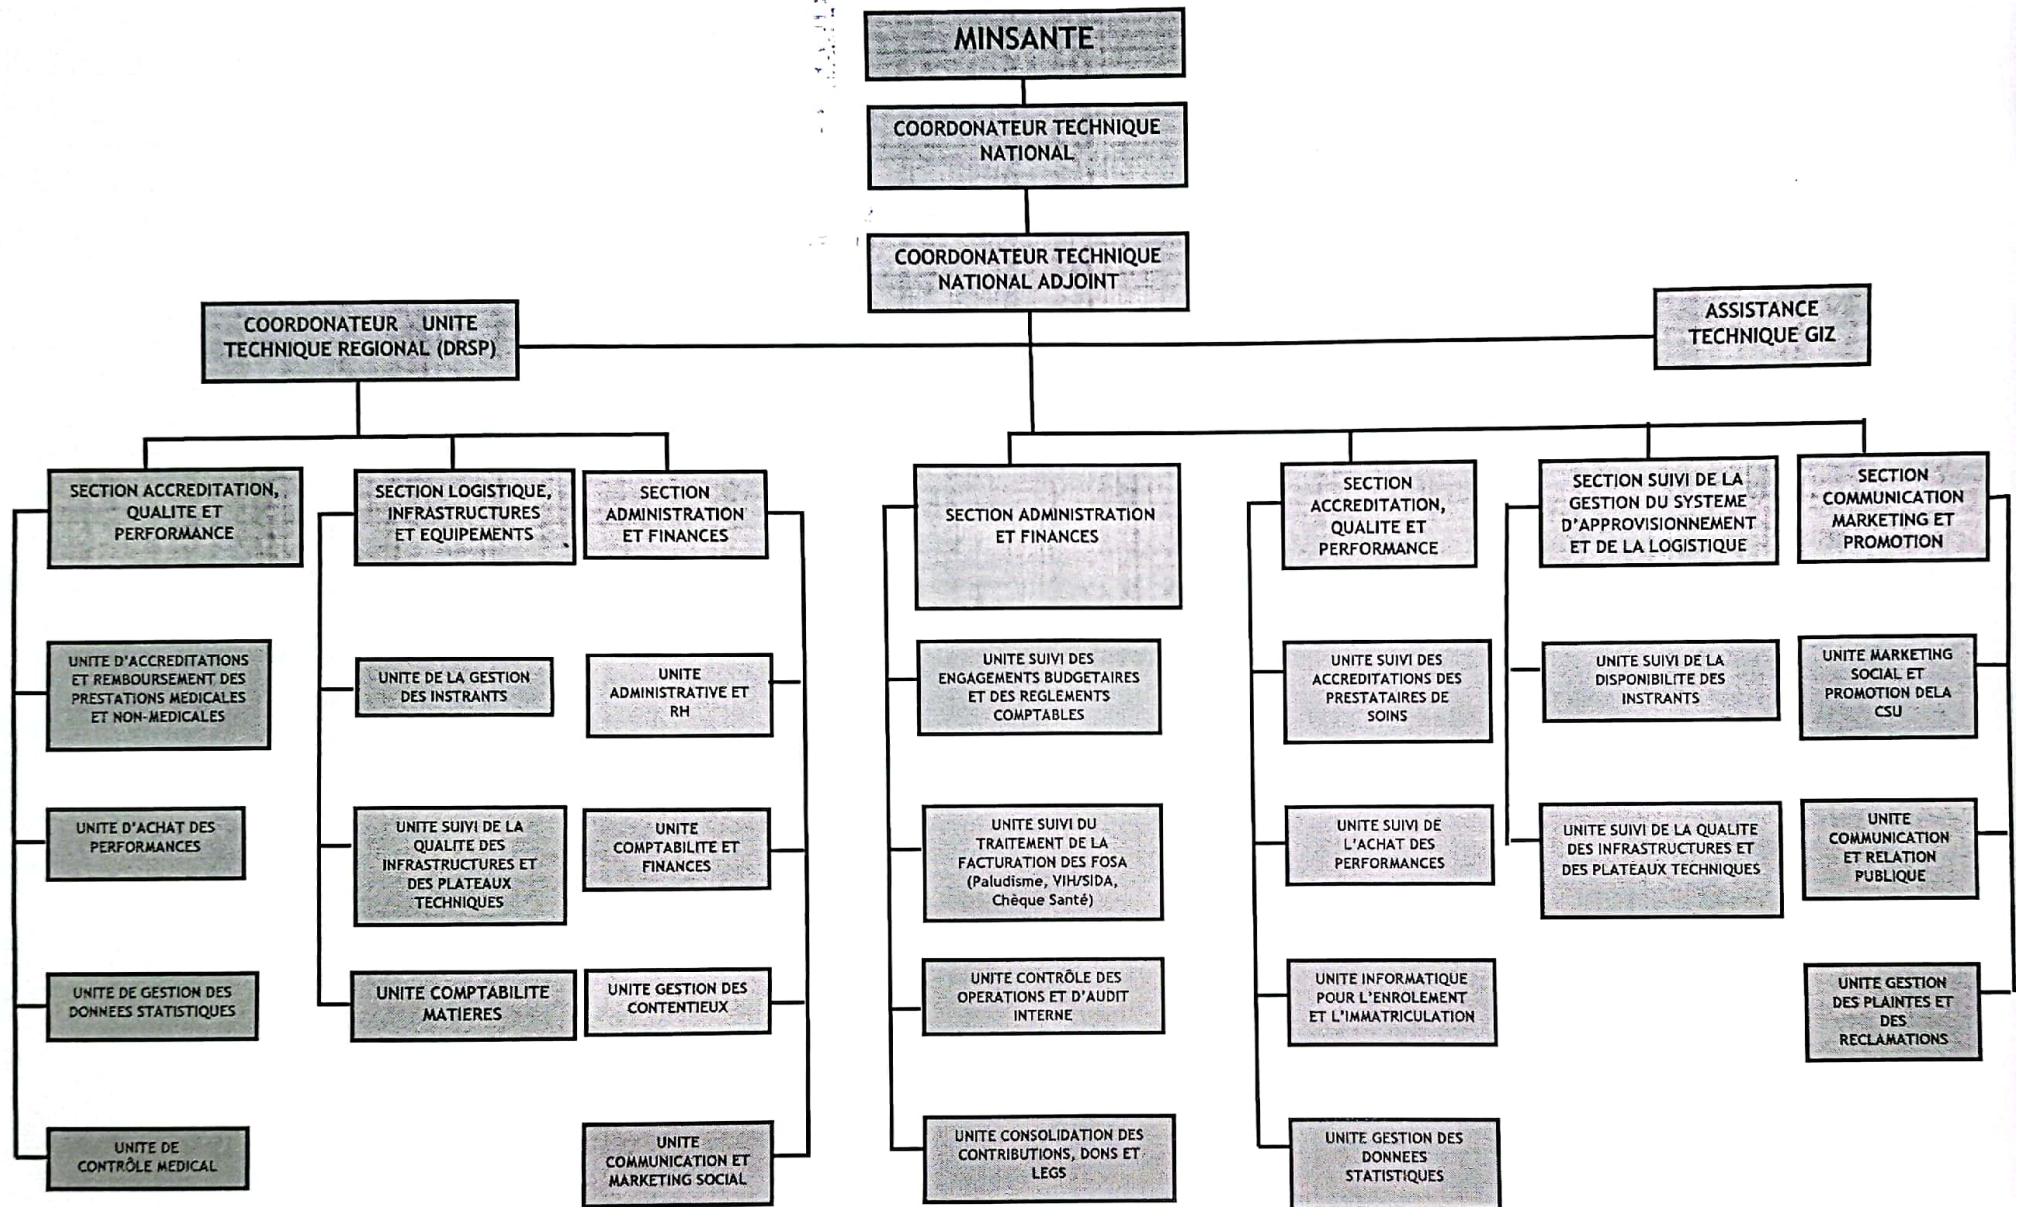 MINSANTE
COORDONATEUR TECHNIQUE
NATIONAL
COORDONATEUR TECHNIQUE
NATIONAL ADJOINT
COORDONATEUR UNITE
TECHNIQUE REGIONAL (DRSP)
ASSISTANCE
TECHNIQUE GIZ
SECTION ACCREDITATION,
QUALITE ET
PERFORMANCE
SECTION LOGISTIQUE,
INFRASTRUCTURES
ET EQUIPEMENTS
SECTION
ADMINISTRATION
ET FINANCES
SECTION ADMINISTRATION
ET FINANCES
SECTION
ACCREDITATION,
QUALITE ET
PERFORMANCE
SECTION SUIVI DE LA
GESTION DU SYSTEME
D'APPROVISIONNEMENT
ET DE LA LOGISTIQUE
SECTION
COMMUNICATION
MARKETING ET
PROMOTION
UNITE D'ACCREDITATIONS
ET REMBOURSEMENT DES
PRESTATIONS MEDICALES
ET NON-MEDICALES
UNITE DE LA GESTION
DES INSTRANTS
UNITE
ADMINISTRATIVE ET
RH
UNITE SUIVI DES
ENGAGEMENTS BUDGETAIRES
ET DES REGLEMENTS
COMPTABLES
UNITE SUIVI DES
ACCREDITATIONS DES
PRESTATAIRES DE
SOINS
UNITE SUIVI DE LA
DISPONIBILITE DES
INSTRANTS
UNITE MARKETING
SOCIAL ET
PROMOTION DELA
CSU
UNITE D'ACHAT DES
PERFORMANCES
UNITE SUIVI DE LA
QUALITE DES
INFRASTRUCTURES ET
DES PLATEAUX
TECHNIQUES
UNITE
COMPTABILITE ET
FINANCES
UNITE SUIVI DU
TRAITEMENT DE LA
FACTURATION DES FOSA
(Paludisme, VIH/SIDA,
Chèque Santé)
UNITE SUIVI DE
L'ACHAT DES
PERFORMANCES
UNITE SUIVI DE LA QUALITE
DES INFRASTRUCTURES ET
DES PLATEAUX TECHNIQUES
UNITE
COMMUNICATION
ET RELATION
PUBLIQUE
UNITE DE GESTION DES
DONNEES STATISTIQUES
UNITE COMPTABILITE
MATIERES
UNITE GESTION DES
CONTENTIEUX
UNITE CONTRÔLE DES
OPERATIONS ET D'AUDIT
INTERNE
UNITE INFORMATIQUE
POUR L'ENROLEMENT
ET L'IMMATRICULATION
UNITE GESTION
DES PLAINTES ET
DES
RECLAMATIONS
UNITE DE
CONTRÔLE MEDICAL
UNITE
COMMUNICATION ET
MARKETING SOCIAL
UNITE CONSOLIDATION DES
CONTRIBUTIONS, DONS ET
LEGS
UNITE GESTION DES
DONNEES
STATISTIQUES